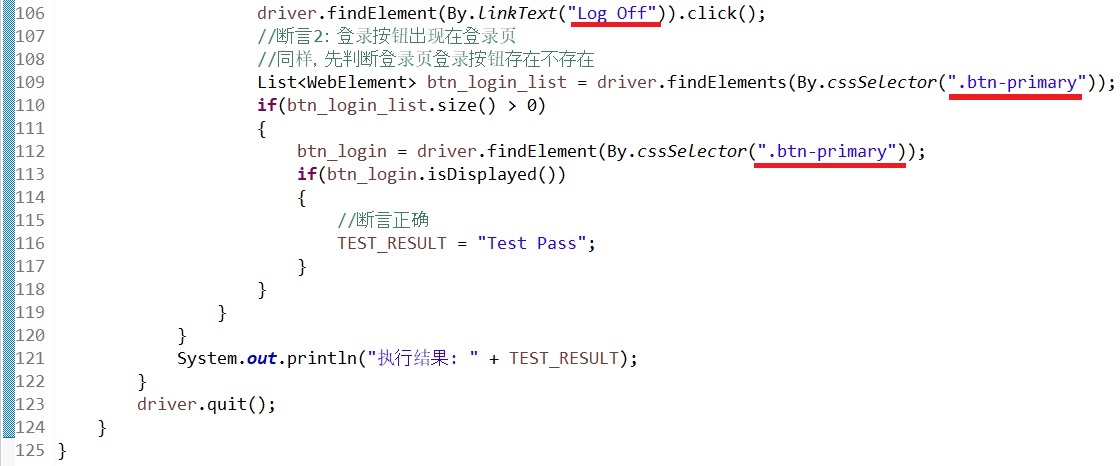 106 driver.findElement(By.linkText("Log Off")).click();
107 //断言2: 登录按钮出现在登录页
108 //同样, 先判断登录页登录按钮存在不存在
109 List<WebElement> btn_login_list = driver.findElements(By.cssSelector(".btn-primary"));
110 if(btn_login_list.size() > 0)
111 {
112 btn_login = driver.findElement(By.cssSelector(".btn-primary"));
113 if(btn_login.isDisplayed())
114 {
115 //断言正确
116 TEST_RESULT = "Test Pass";
117 }
118 }
119 }
120 }
121 System.out.println("执行结果: " + TEST_RESULT);
122 }
123 driver.quit();
124 }
125 }